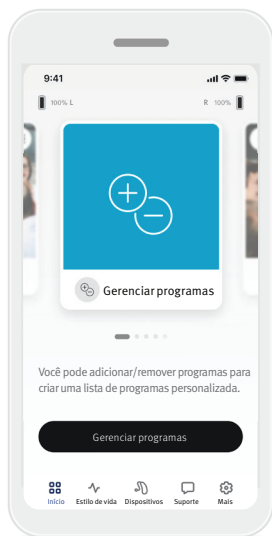 9:41
100% L
R 100%
Gerenciar programas
Você pode adicionar/remover programas para
criar uma lista de programas personalizada.
Gerenciar programas
Início Estilo de vida Dispositivos Suporte Mais